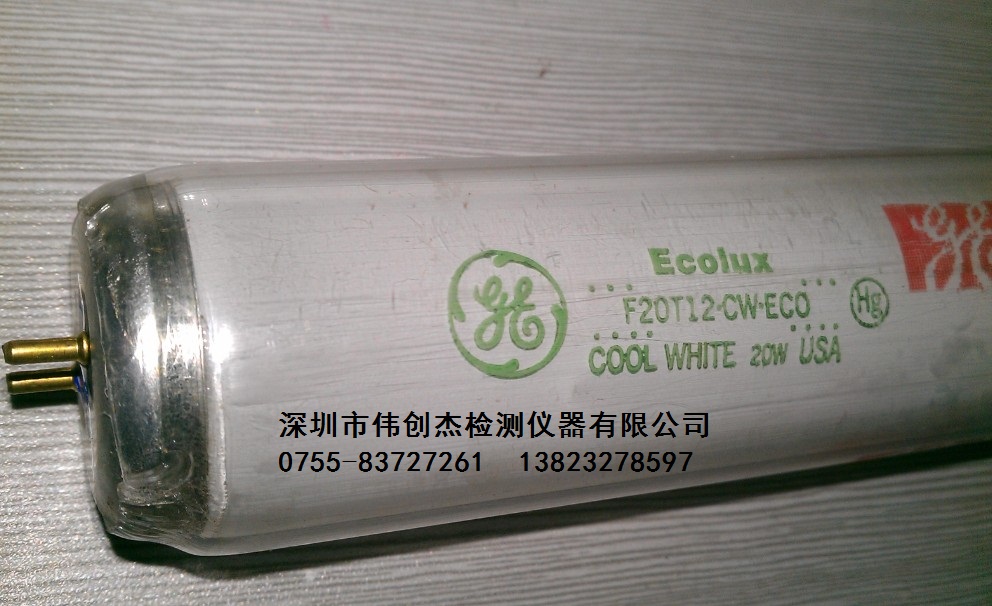 GE
Ecolux
F20T12·CW·ECO
Hg
COOL WHITE 20W USA
深圳市伟创杰检测仪器有限公司
0755-83727261 13823278597